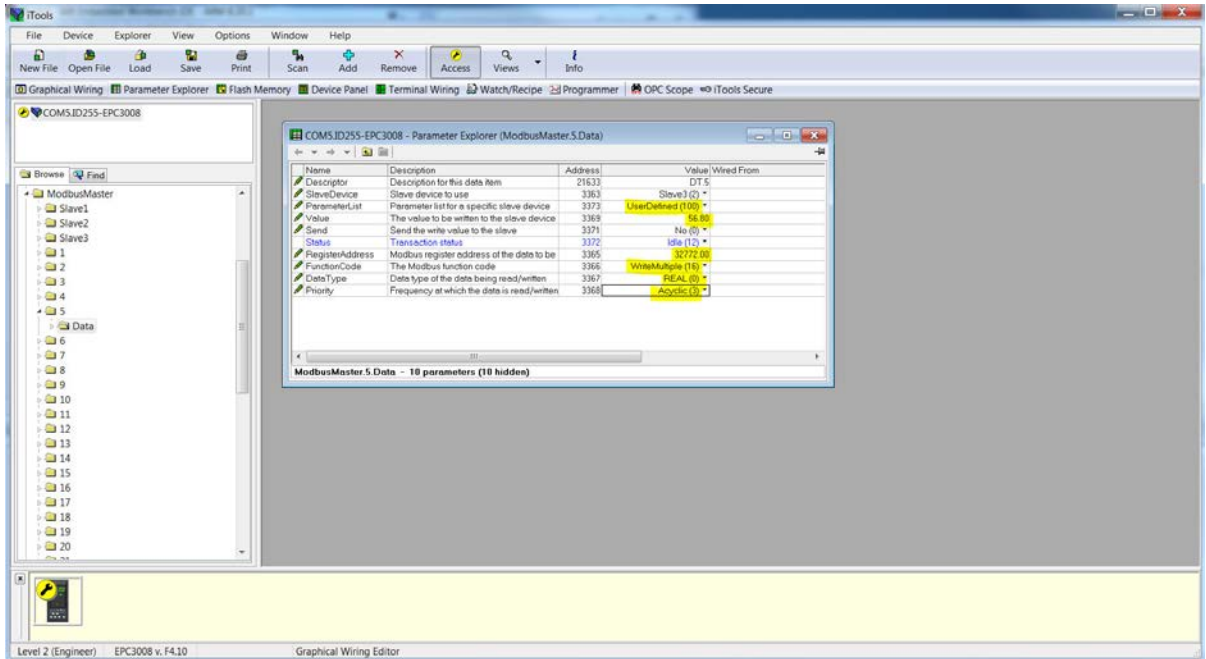 iTools
File Device Explorer View Options Window Help
New File Open File Load Save Print Scan Add Remove Access Views Info
Graphical Wiring Parameter Explorer Flash Memory Device Panel Terminal Wiring Watch/Recipe Programmer OPC Scope iTools Secure
COM5.ID255-EPC3008
Browse Find
ModbusMaster
Slave1
Slave2
Slave3
1
2
3
4
5
Data
6
7
8
9
10
11
12
13
14
15
16
17
18
19
20
COM5.ID255-EPC3008 - Parameter Explorer (ModbusMaster.5.Data)
Name Description Address Value Wired From
Descriptor Description for this data item 21633 DT.5
SlaveDevice Slave device to use 3363 Slave3 (2)
ParameterList Parameter list for a specific slave device 3373 UserDefined (100)
Value The value to be written to the slave device 3369 56.80
Send Send the write value to the slave 3371 No (0)
Status Transaction status 3372 Idle (12)
RegisterAddress Modbus register address of the data to be 3365 32772.00
FunctionCode The Modbus function code 3366 WriteMultiple (16)
DataType Data type of the data being read/written 3367 REAL (0)
Priority Frequency at which the data is read/written 3368 Acyclic (3)
ModbusMaster.5.Data - 10 parameters (10 hidden)
Level 2 (Engineer) EPC3008 v. F4.10 Graphical Wiring Editor